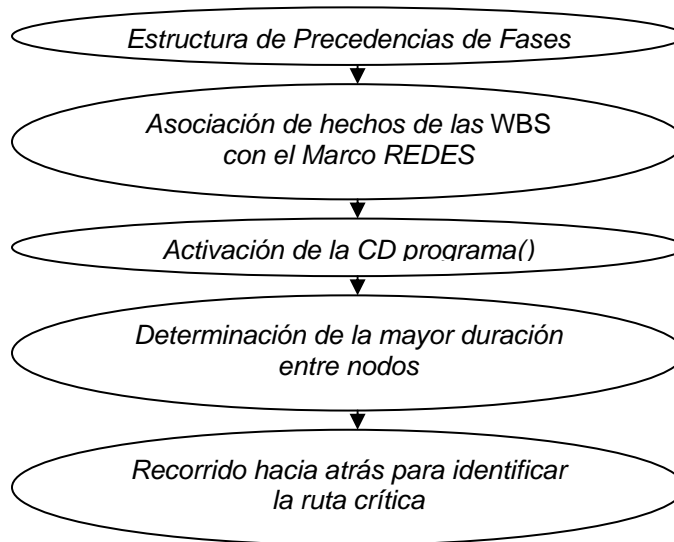 Estructura de Precedencias de Fases
Asociación de hechos de las WBS
con el Marco REDES
Activación de la CD programa()
Determinación de la mayor duración
entre nodos
Recorrido hacia atrás para identificar
la ruta crítica